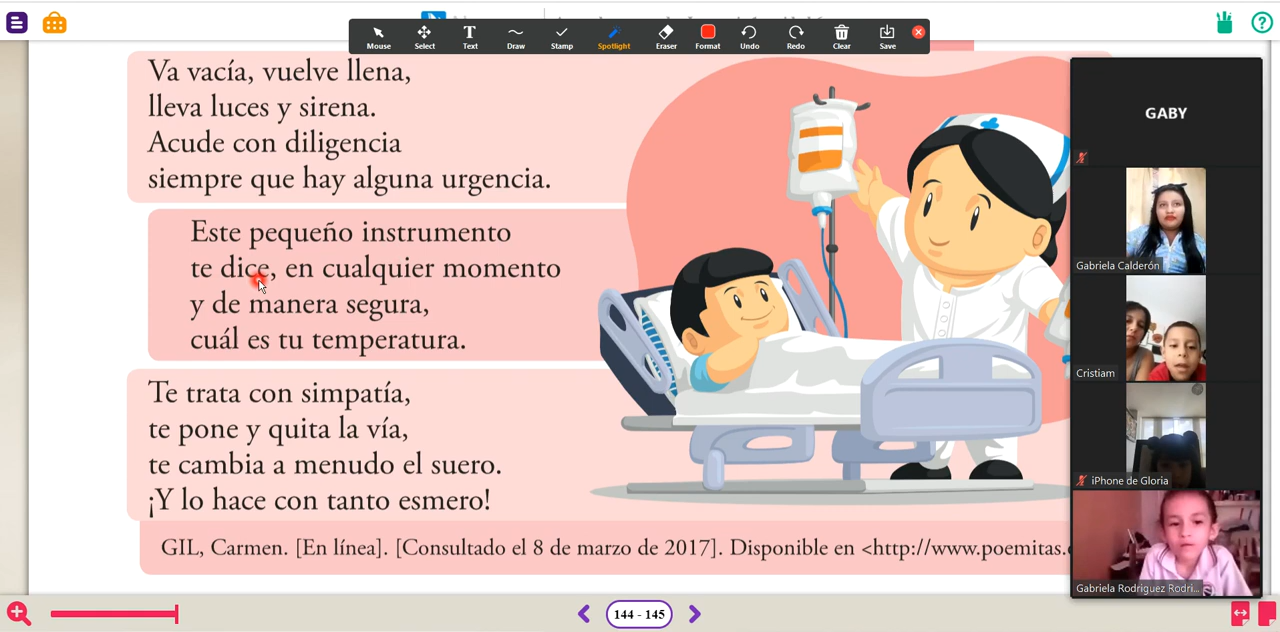 Mouse
Select
Text
Draw
Stamp
Spotlight
Eraser
Format
Undo
Redo
Clear
Save
Va vacía, vuelve llena,
lleva luces y sirena.
Acude con diligencia
siempre que hay alguna urgencia.
Este pequeño instrumento
te dice, en cualquier momento
y de manera segura,
cuál es tu temperatura.
Te trata con simpatía,
te pone y quita la vía,
te cambia a menudo el suero.
¡Y lo hace con tanto esmero!
GIL, Carmen. [En línea]. [Consultado el 8 de marzo de 2017]. Disponible en <http://www.poemitas.
GABY
Gabriela Calderón
Cristiam
iPhone de Gloria
Gabriela Rodriguez Rodri...
144 - 145